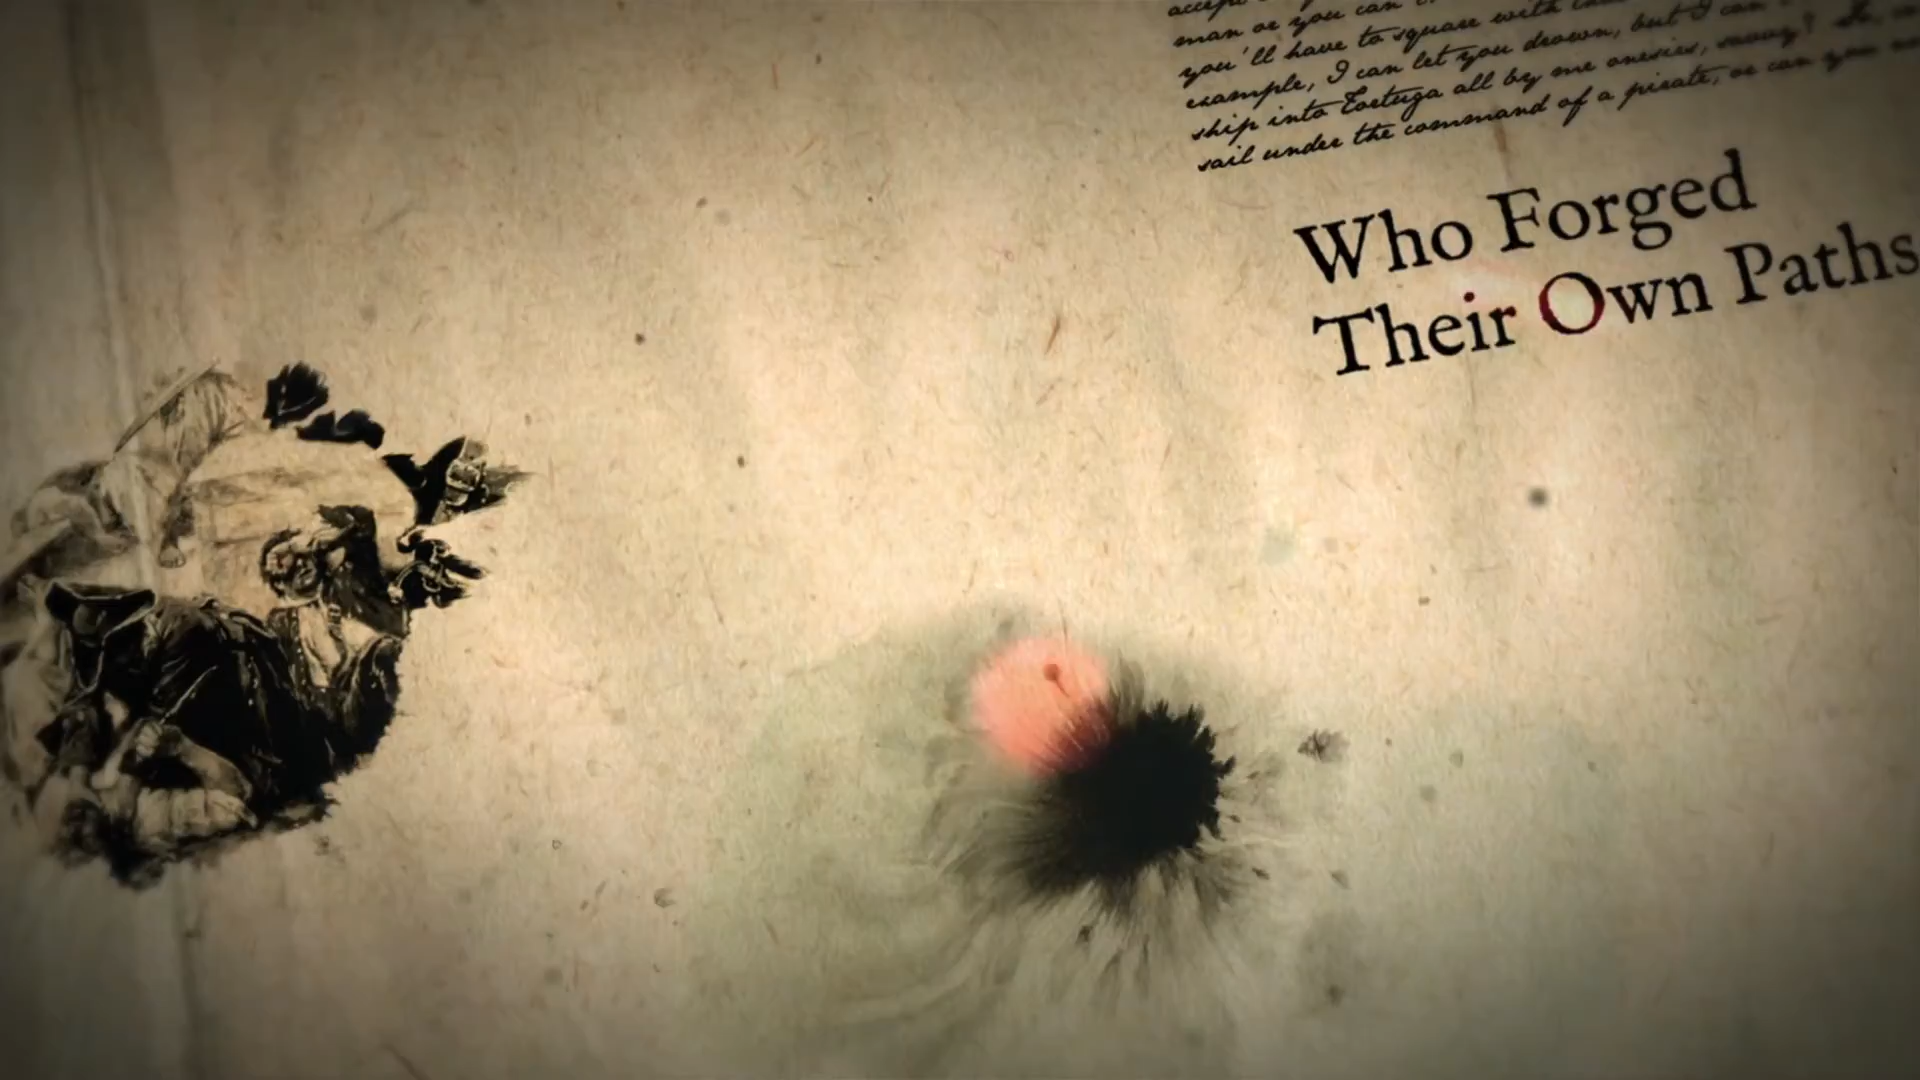 man or you can
you'll have to square with
example, I can let you drown, but I can
ship into Tortuga all by me onesies, savvy? So,
sail under the command of a pirate, or can you
Who Forged
Their Own Paths